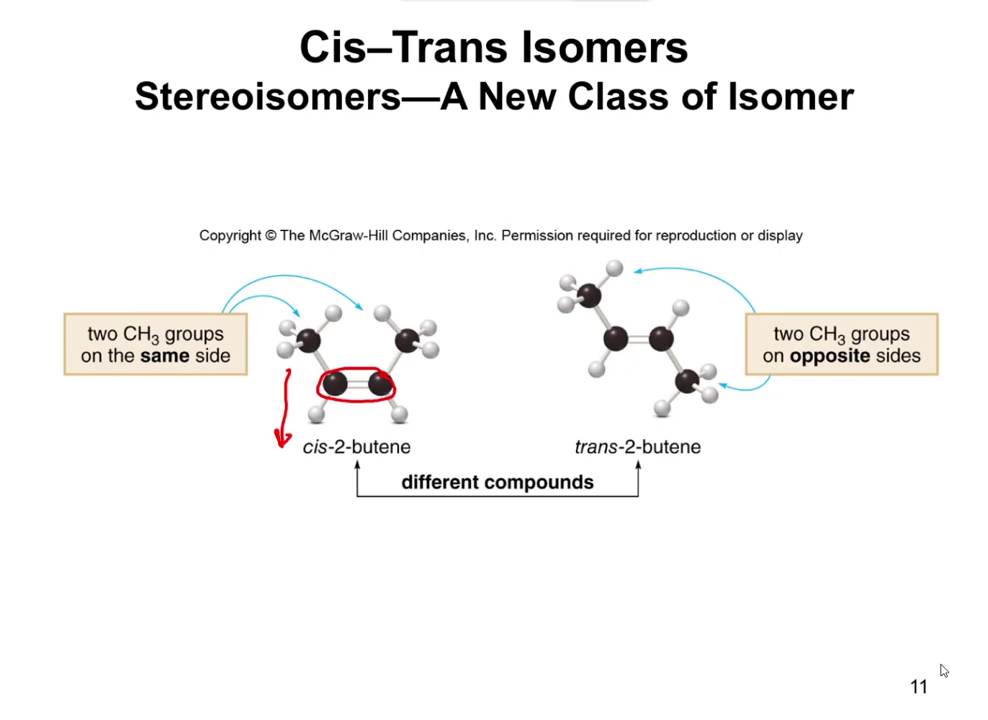 Cis–Trans Isomers
Stereoisomers—A New Class of Isomer
Copyright © The McGraw-Hill Companies, Inc. Permission required for reproduction or display
two CH₃ groups
on the same side
two CH₃ groups
on opposite sides
cis-2-butene
trans-2-butene
different compounds
11